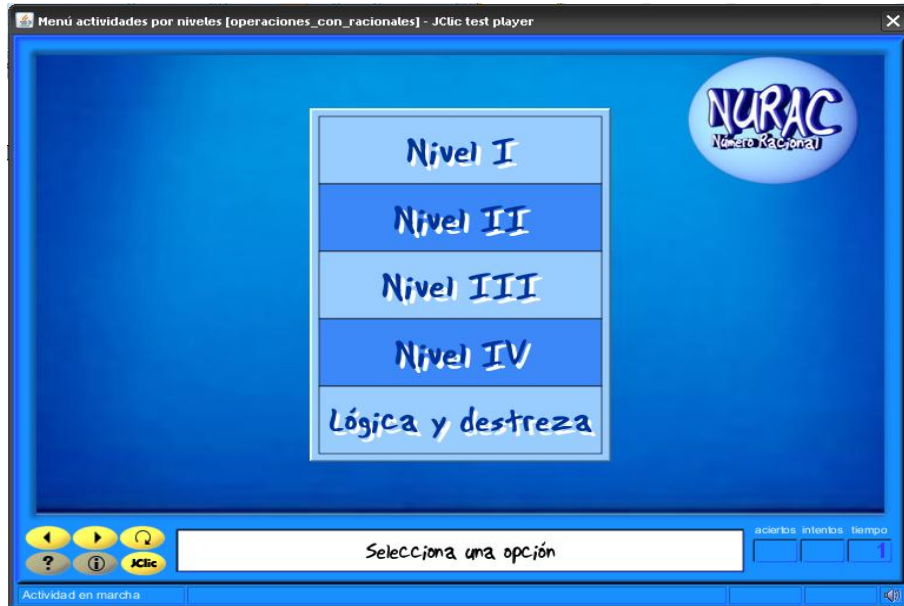 Menú actividades por niveles [operaciones_con_racionales] - JClic test player
NURAC
Número Racional
Nivel I
Nivel II
Nivel III
Nivel IV
Lógica y destreza
aciertos intentos tiempo
1
Selecciona una opción
? i JClic
Actividad en marcha